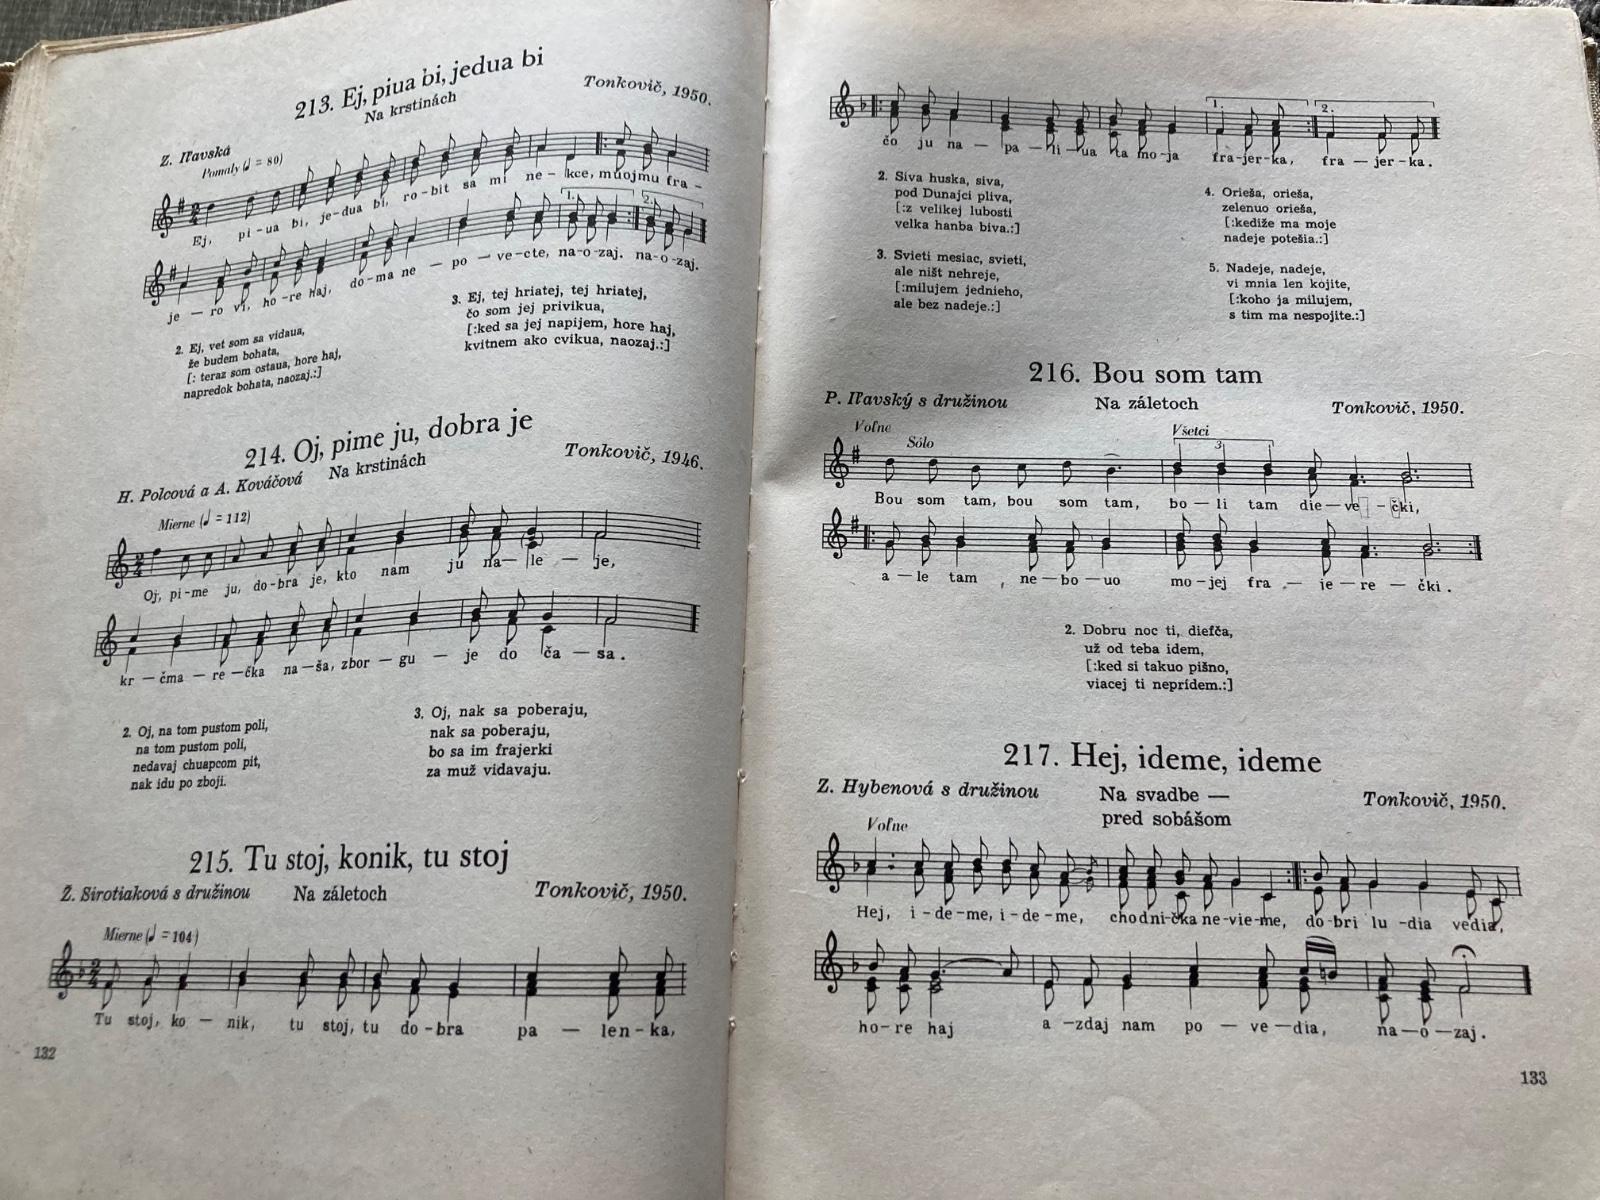 213. Ej, piua bi, jedua bi
Na krstinách
Tonkovič, 1950.
Z. Iľavská
Pomaly (♩ = 80)
Ej, pi-ua bi, je-dua bi, ro-bit sa mi ne-kce, muojmu fra-
1. 2.
je — ro vi, ho-re haj, do-ma ne — po — ve-cte, na-o-zaj. na-o-zaj.
2. Ej, vet som sa vidaua,
že budem bohata,
[: teraz som ostaua, hore haj,
napredok bohata, naozaj.:]
3. Ej, tej hriatej, tej hriatej,
čo som jej privikua,
[:ked sa jej napijem, hore haj,
kvitnem ako cvikua, naozaj.:]
214. Oj, pime ju, dobra je
H. Polcová a A. Kováčová
Na krstinách
Tonkovič, 1946.
Mierne (♩ = 112)
Oj, pi-me ju, do-bra je, kto nam ju na—le — je,
kr — čma — re —čka na—ša, zbor — gu — je do ča — sa.
2. Oj, na tom pustom poli,
na tom pustom poli,
nedavaj chuapcom pit,
nak idu po zboji.
3. Oj, nak sa poberaju,
nak sa poberaju,
bo sa im frajerki
za muž vidavaju.
215. Tu stoj, konik, tu stoj
Ž. Sirotiaková s družinou
Na záletoch
Tonkovič, 1950.
Mierne (♩ = 104)
Tu stoj, ko — nik, tu stoj, tu do-bra pa — len-ka,
132
1. 2.
čo ju na — pa — li — ua ta mo-ja fra-jer-ka, fra — jer-ka.
2. Siva huska, siva,
pod Dunajci pliva,
[:z velikej lubosti
velka hanba biva.:]
3. Svieti mesiac, svieti,
ale ništ nehreje,
[:milujem jednieho,
ale bez nadeje.:]
4. Orieša, orieša,
zelenuo orieša,
[:kediže ma moje
nadeje potešia.:]
5. Nadeje, nadeje,
vi mnia len kojite,
[:koho ja milujem,
s tim ma nespojite.:]
216. Bou som tam
P. Iľavský s družinou
Na záletoch
Tonkovič, 1950.
Voľne
Sólo
Všetci
3
Bou som tam, bou som tam, bo — li tam die—ve — čki,
a — le tam , ne—bo—uo mo-jej fra — je—re — čki.
2. Dobru noc ti, diefča,
už od teba idem,
[:ked si takuo pišno,
viacej ti nepridem.:]
217. Hej, ideme, ideme
Z. Hybenová s družinou
Na svadbe —
pred sobášom
Tonkovič, 1950.
Voľne
Hej, i-de-me, i-de-me, chodni-čka ne-vie-me, do-bri lu-dia vedia,
ho-re haj a -zdaj nam po — ve—dia, na—o—zaj.
133